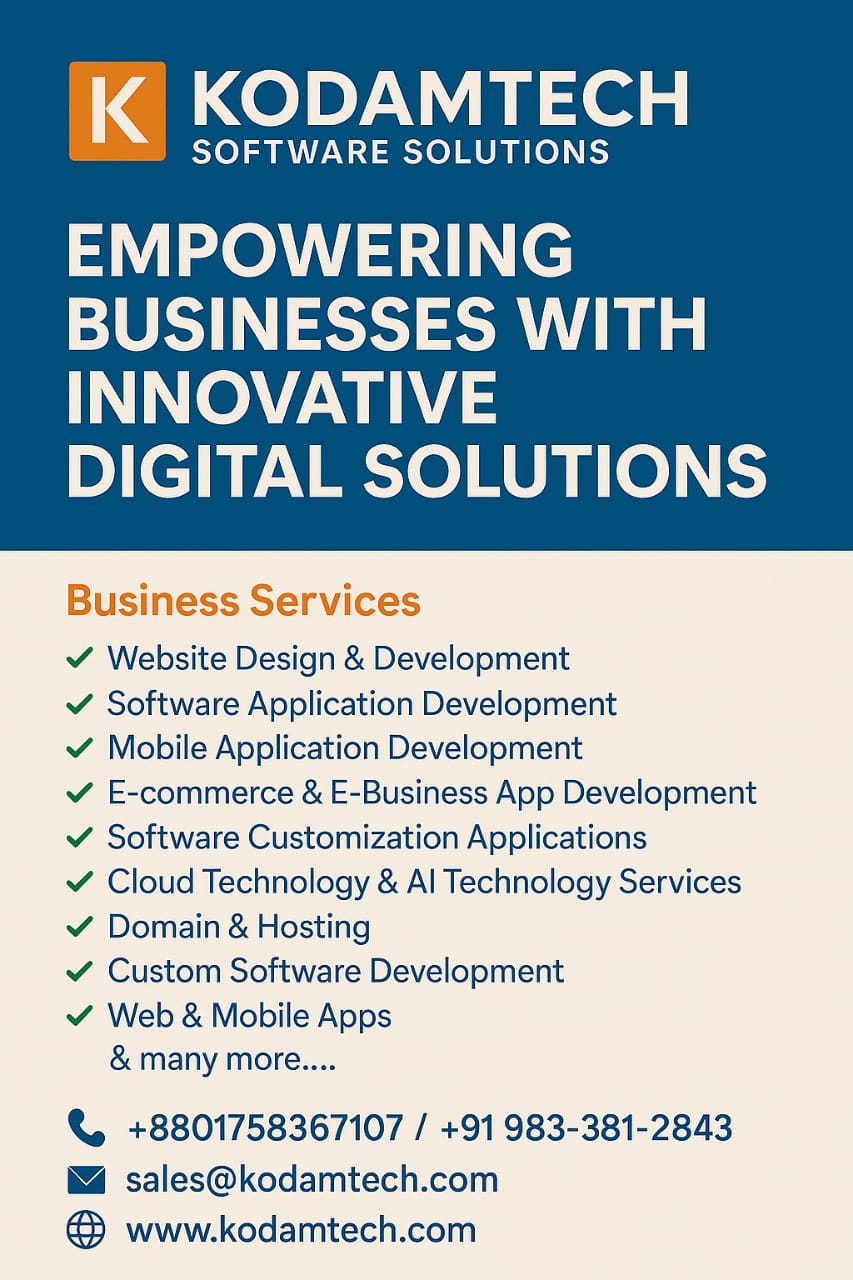 K
KODAMTECH
SOFTWARE SOLUTIONS
EMPOWERING
BUSINESSES WITH
INNOVATIVE
DIGITAL SOLUTIONS
Business Services
Website Design & Development
Software Application Development
Mobile Application Development
E-commerce & E-Business App Development
Software Customization Applications
Cloud Technology & AI Technology Services
Domain & Hosting
Custom Software Development
Web & Mobile Apps
& many more....
+8801758367107 / +91 983-381-2843
sales@kodamtech.com
www.kodamtech.com